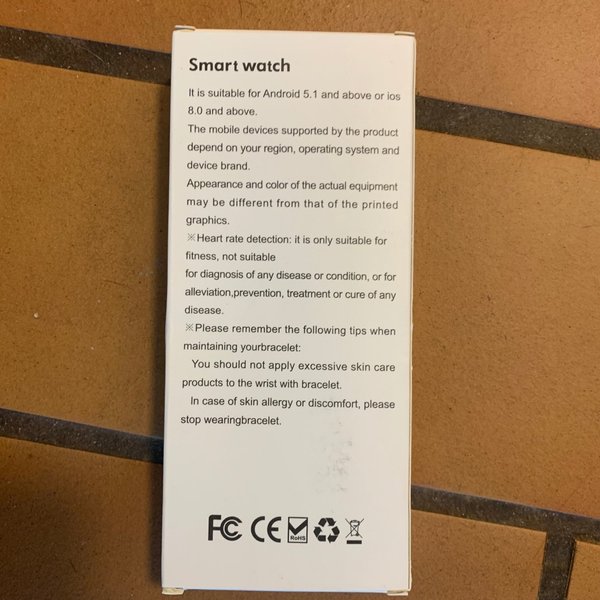 Smart watch
It is suitable for Android 5.1 and above or ios
8.0 and above.
The mobile devices supported by the product
depend on your region, operating system and
device brand.
Appearance and color of the actual equipment
may be different from that of the printed
graphics.
※Heart rate detection: it is only suitable for
fitness, not suitable
for diagnosis of any disease or condition, or for
alleviation,prevention, treatment or cure of any
disease.
※Please remember the following tips when
maintaining yourbracelet:
You should not apply excessive skin care
products to the wrist with bracelet.
In case of skin allergy or discomfort, please
stop wearingbracelet.
FC CE RoHS